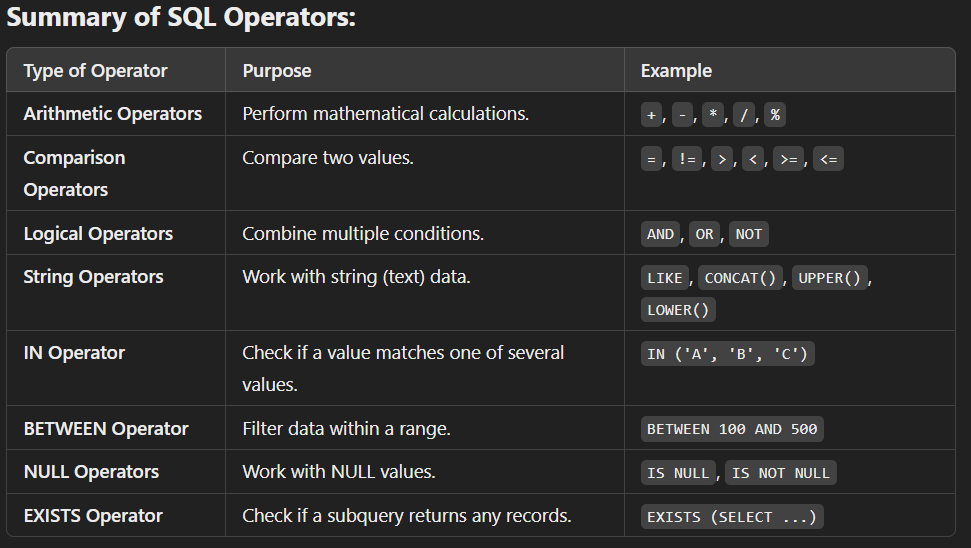 Summary of SQL Operators:
Type of Operator Purpose Example
Arithmetic Operators Perform mathematical calculations. +, -, *, /, %
Comparison Compare two values. =, !=, >, <, >=, <=
Operators
Logical Operators Combine multiple conditions. AND, OR, NOT
String Operators Work with string (text) data. LIKE, CONCAT(), UPPER(),
LOWER()
IN Operator Check if a value matches one of several IN ('A', 'B', 'C')
values.
BETWEEN Operator Filter data within a range. BETWEEN 100 AND 500
NULL Operators Work with NULL values. IS NULL, IS NOT NULL
EXISTS Operator Check if a subquery returns any records. EXISTS (SELECT ...)